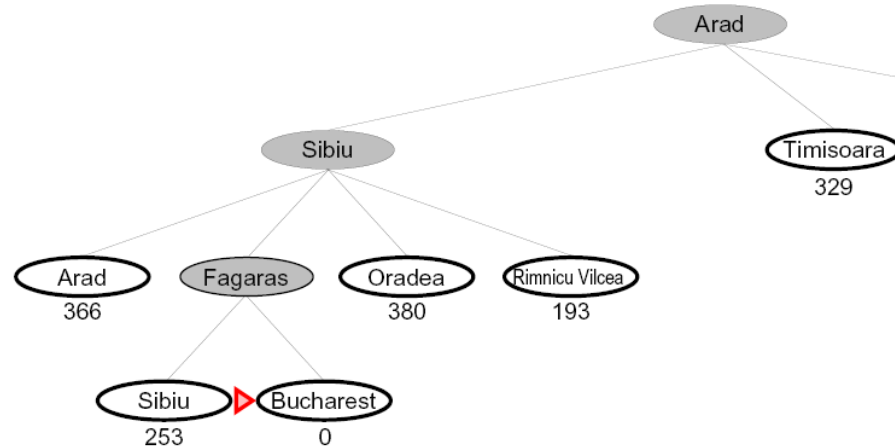 Arad
Sibiu
Timisoara
329
Arad
Fagaras
Oradea
Rimnicu Vilcea
366
380
193
Sibiu
Bucharest
253
0